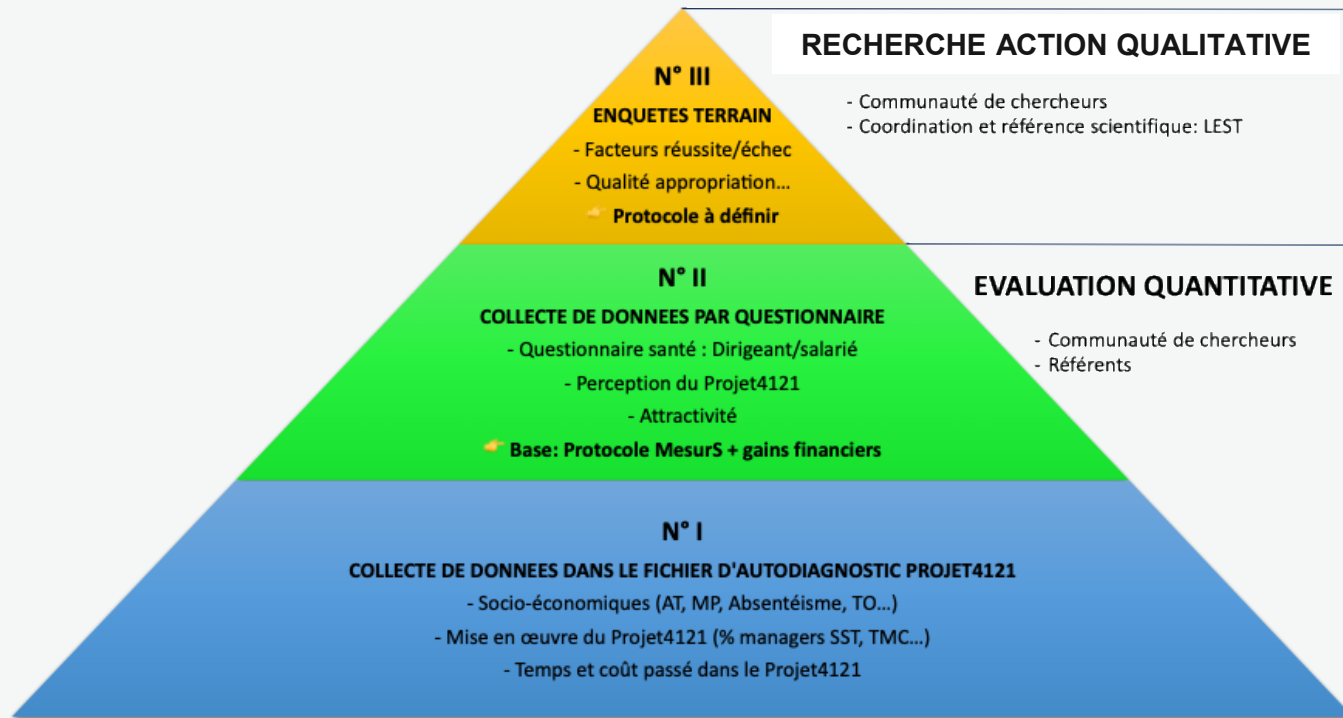 RECHERCHE ACTION QUALITATIVE
- Communauté de chercheurs
- Coordination et référence scientifique: LEST
N° III
ENQUETES TERRAIN
- Facteurs réussite/échec
- Qualité appropriation...
👉 Protocole à définir
EVALUATION QUANTITATIVE
- Communauté de chercheurs
- Référents
N° II
COLLECTE DE DONNEES PAR QUESTIONNAIRE
- Questionnaire santé : Dirigeant/salarié
- Perception du Projet4121
- Attractivité
👉 Base: Protocole MesurS + gains financiers
N° I
COLLECTE DE DONNEES DANS LE FICHIER D'AUTODIAGNOSTIC PROJET4121
- Socio-économiques (AT, MP, Absentéisme, TO...)
- Mise en œuvre du Projet4121 (% managers SST, TMC...)
- Temps et coût passé dans le Projet4121